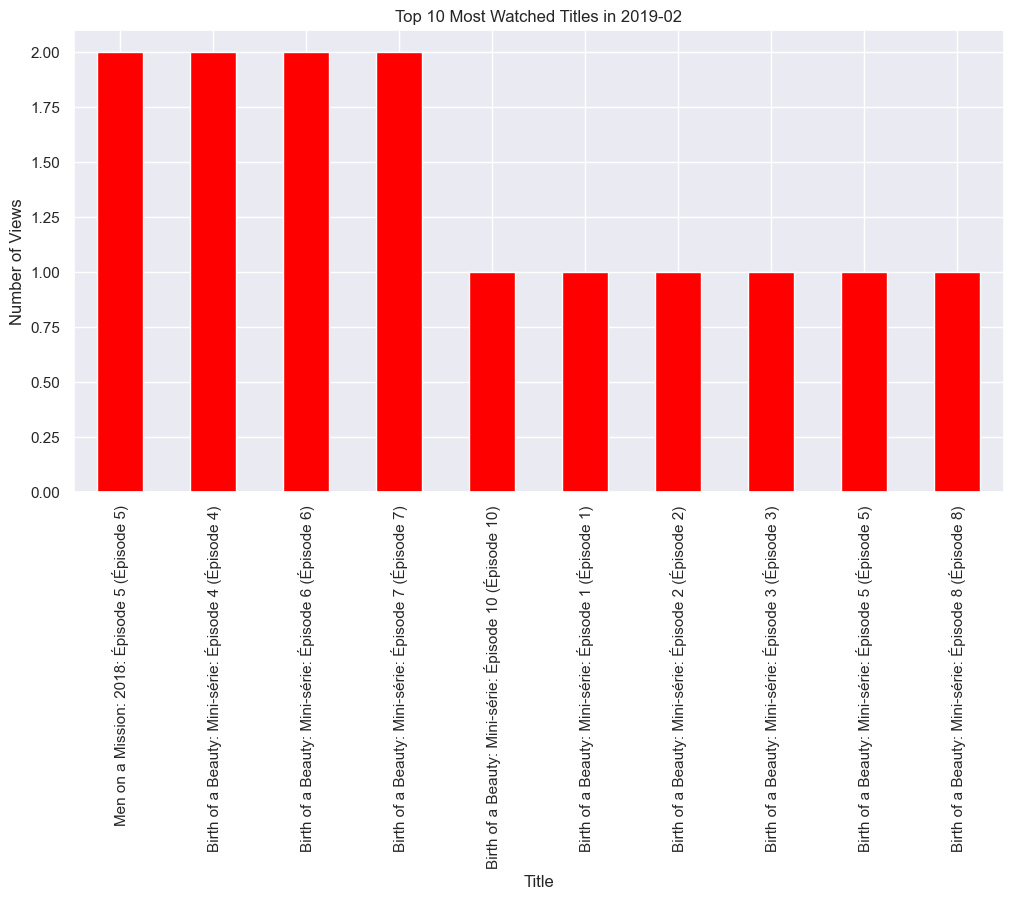 Top 10 Most Watched Titles in 2019-02
Number of Views
2.00
1.75
1.50
1.25
1.00
0.75
0.50
0.25
0.00
Men on a Mission: 2018: Épisode 5 (Épisode 5)
Birth of a Beauty: Mini-série: Épisode 4 (Épisode 4)
Birth of a Beauty: Mini-série: Épisode 6 (Épisode 6)
Birth of a Beauty: Mini-série: Épisode 7 (Épisode 7)
Birth of a Beauty: Mini-série: Épisode 10 (Épisode 10)
Birth of a Beauty: Mini-série: Épisode 1 (Épisode 1)
Birth of a Beauty: Mini-série: Épisode 2 (Épisode 2)
Birth of a Beauty: Mini-série: Épisode 3 (Épisode 3)
Birth of a Beauty: Mini-série: Épisode 5 (Épisode 5)
Birth of a Beauty: Mini-série: Épisode 8 (Épisode 8)
Title